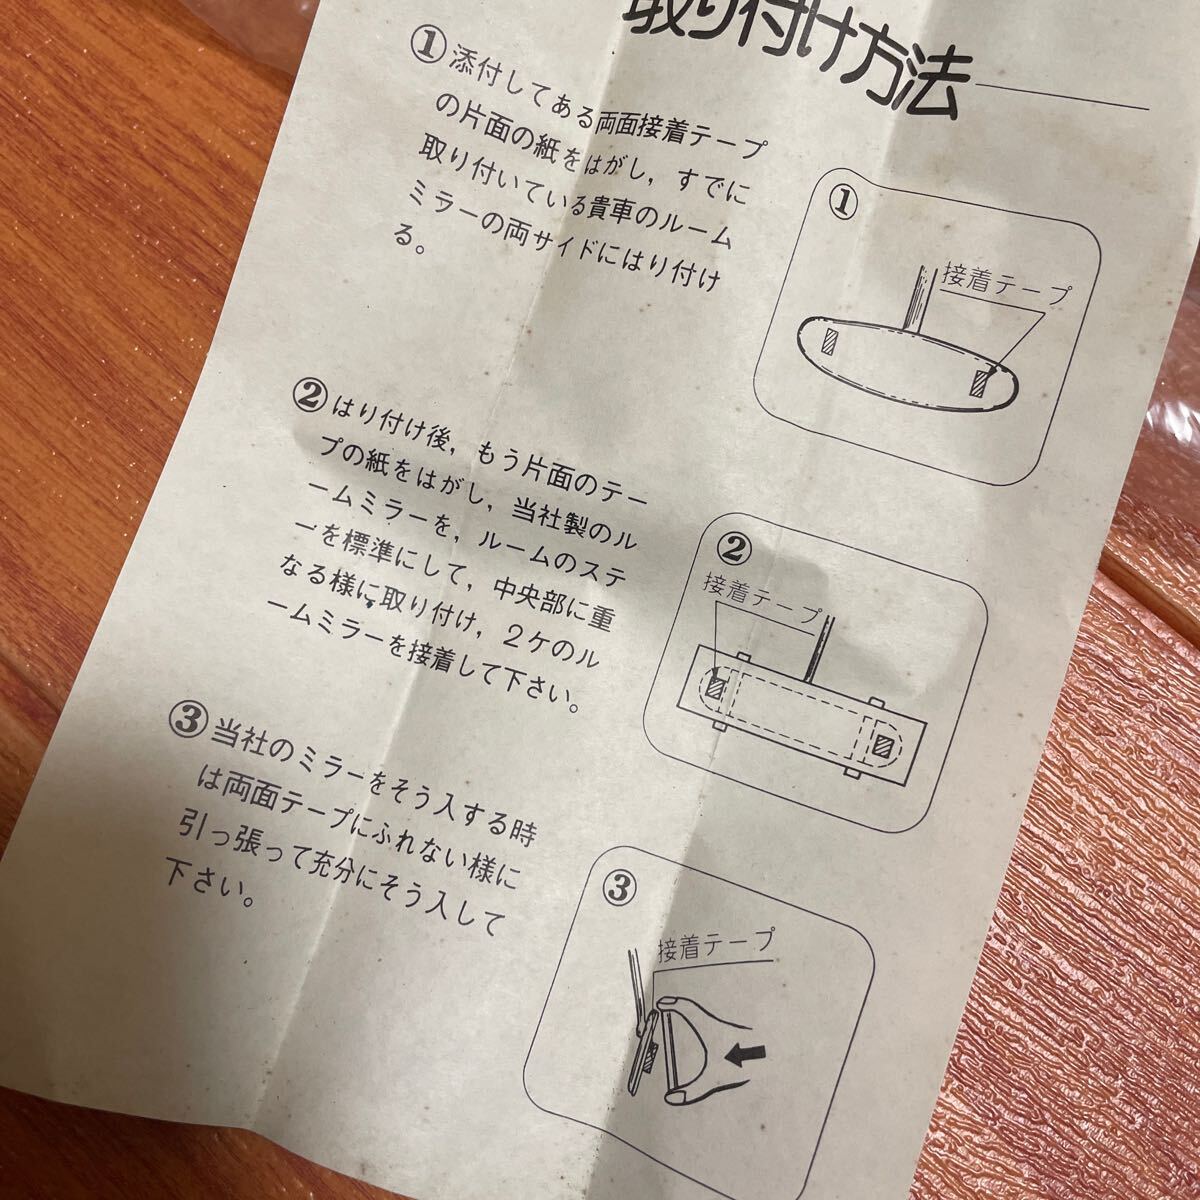 取り付け方法
①添付してある両面接着テープ
の片面の紙をはがし，すでに
取り付いている貴車のルーム
ミラーの両サイドにはり付け
る。
①
接着テープ
②はり付け後，もう片面のテー
プの紙をはがし，当社製のル
ームミラーを，ルームのステ
ーを標準にして，中央部に重
なる様に取り付け，２ケのル
ームミラーを接着して下さい。
②
接着テープ
③当社のミラーをそう入する時
は両面テープにふれない様に
引っ張って充分にそう入して
下さい。
③
接着テープ